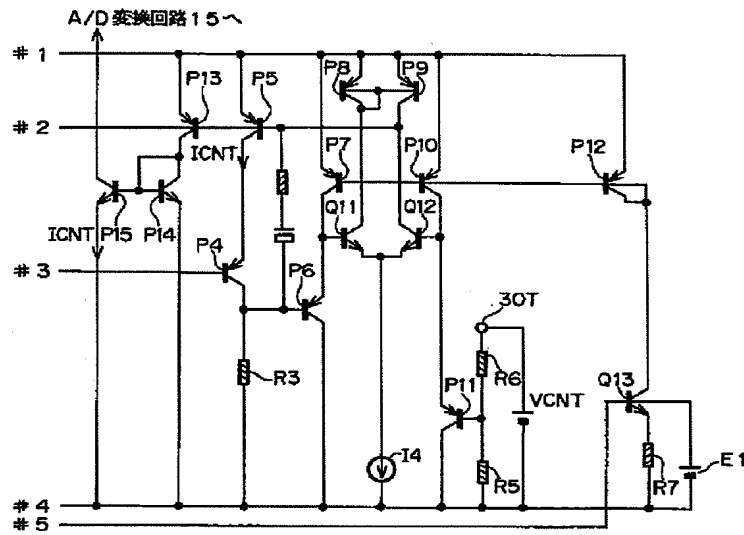 A/D変換回路15へ
#1
P13
P5
P8
P9
#2
ICNT
P7
P10
P12
Q11
Q12
ICNT
P15
P14
#3
P4
P6
30T
R3
R6
P11
VCNT
Q13
I4
R5
R7
E1
#4
#5